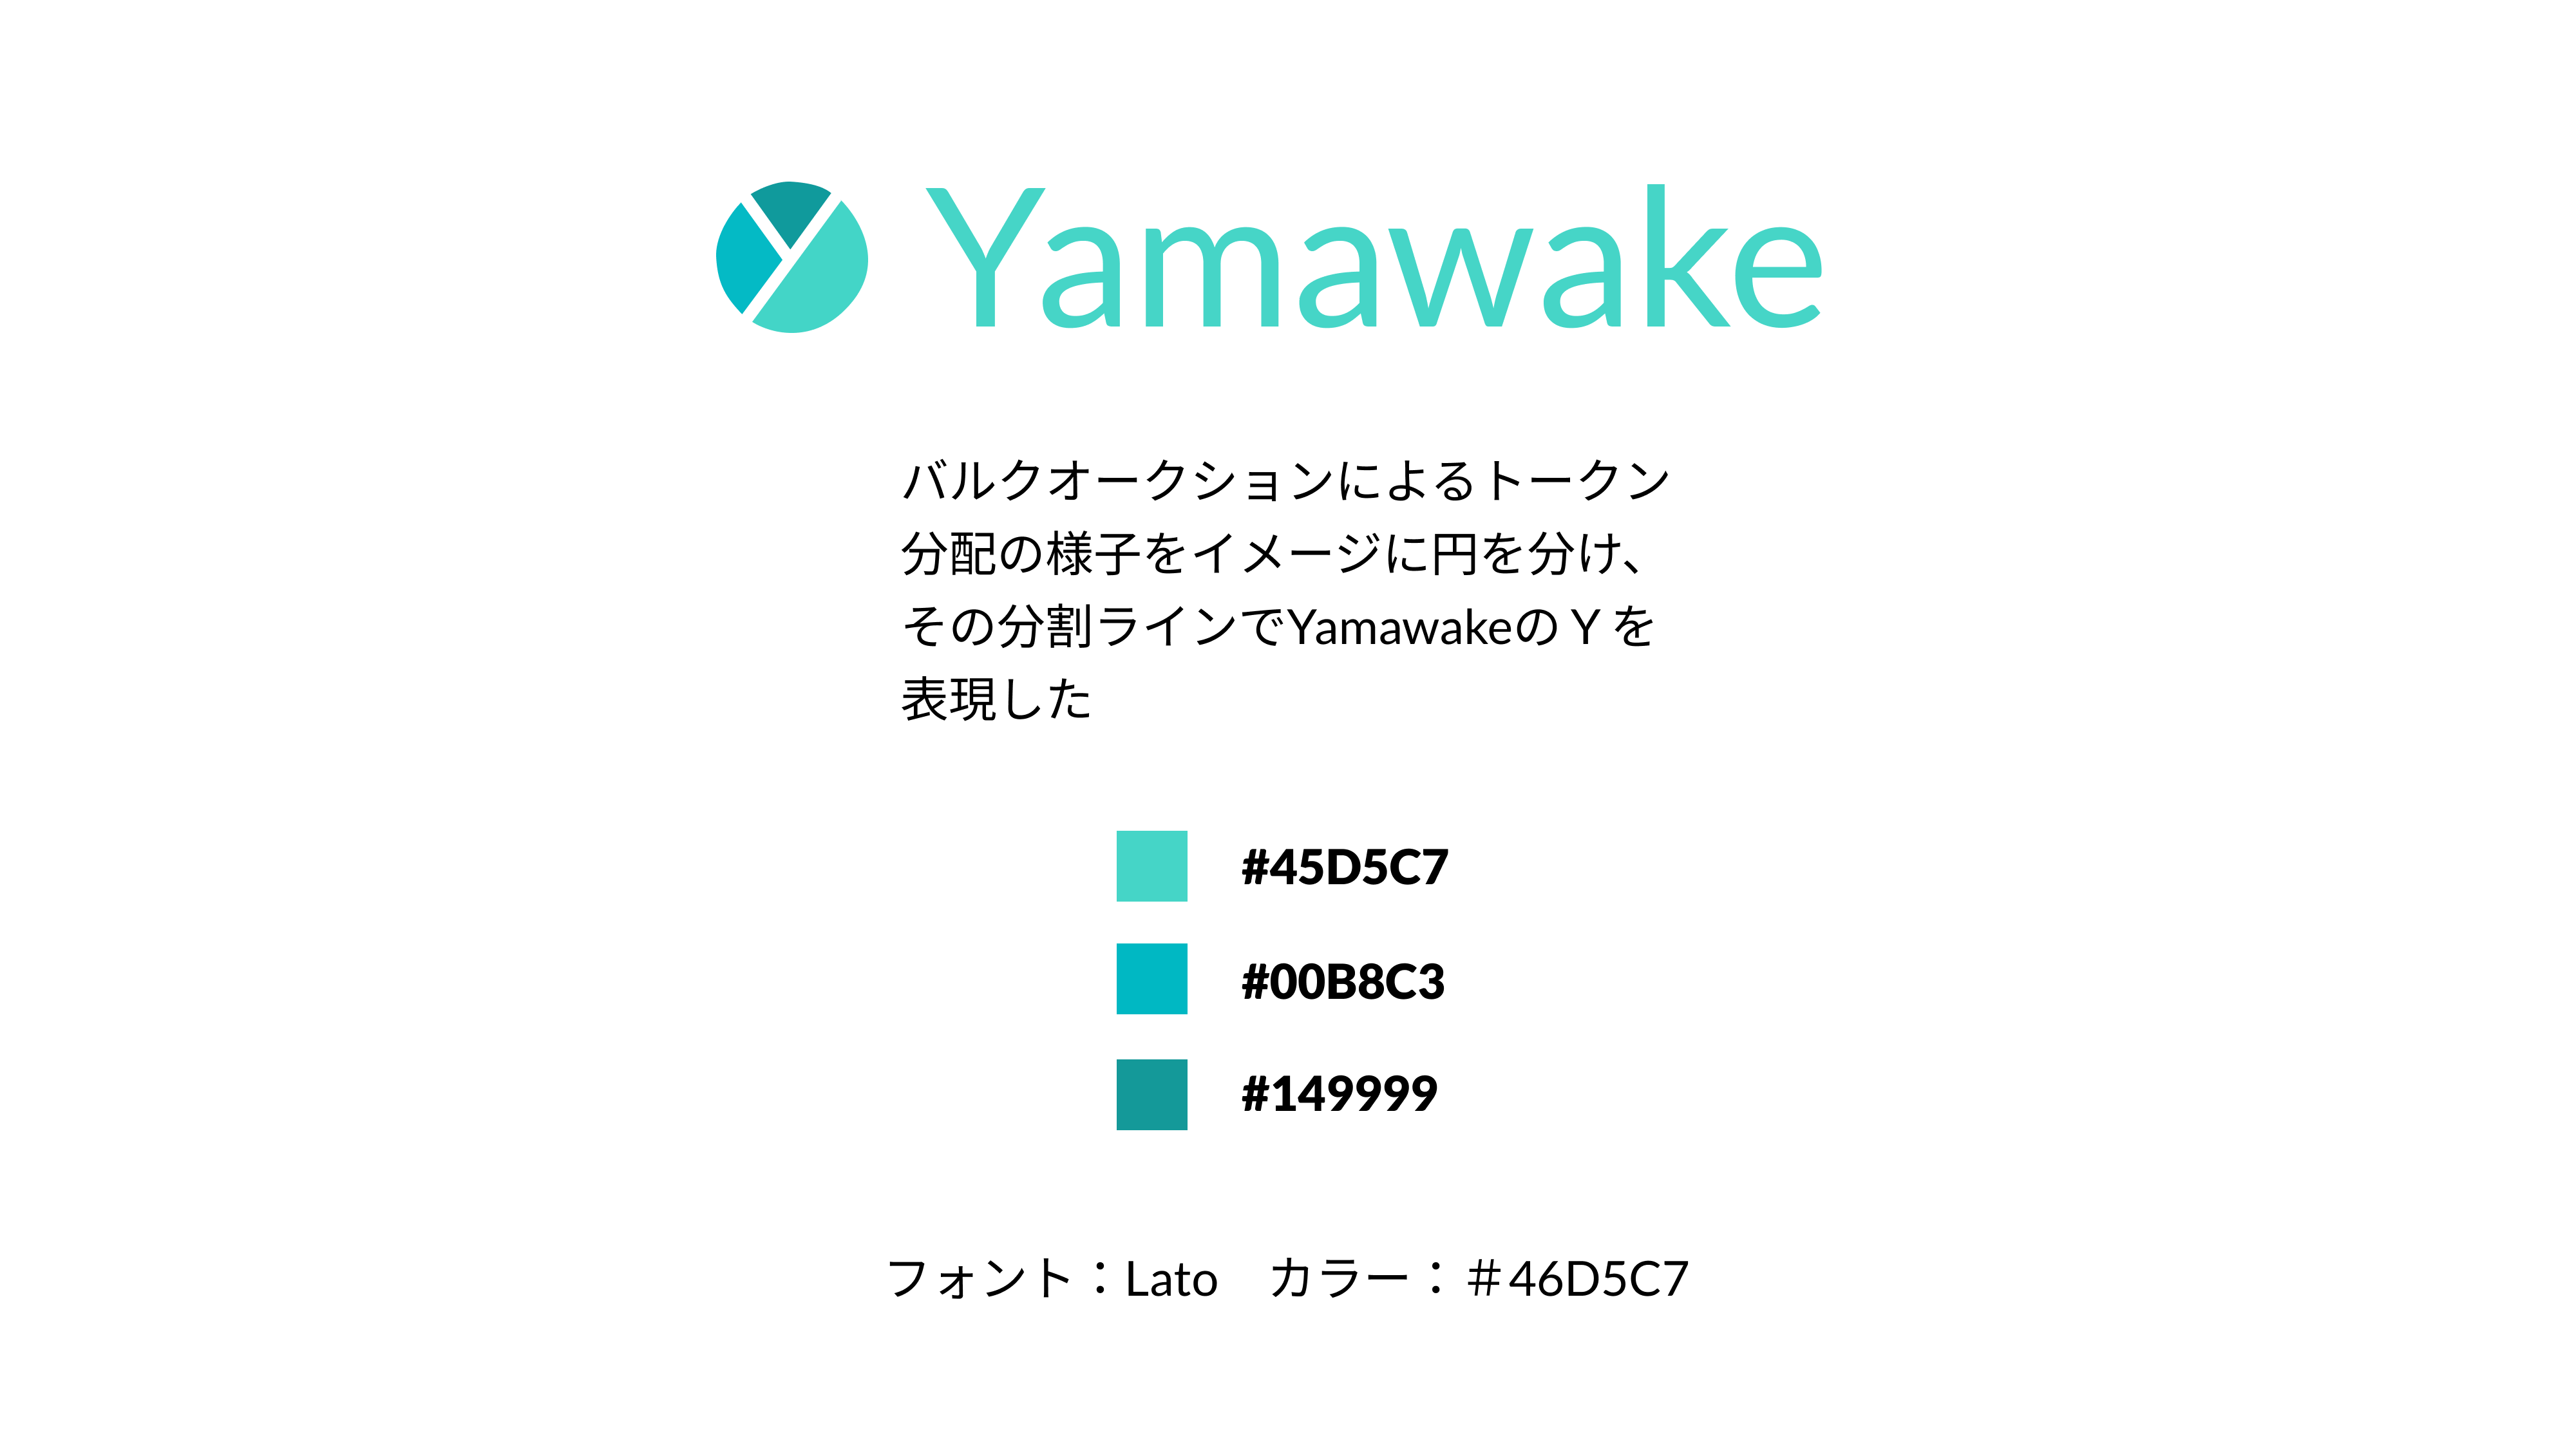 Yamawake
バルクオークションによるトークン
分配の様子をイメージに円を分け、
その分割ラインでYamawakeの Y を
表現した
#45D5C7
#00B8C3
#149999
フォント：Lato　カラー：＃46D5C7